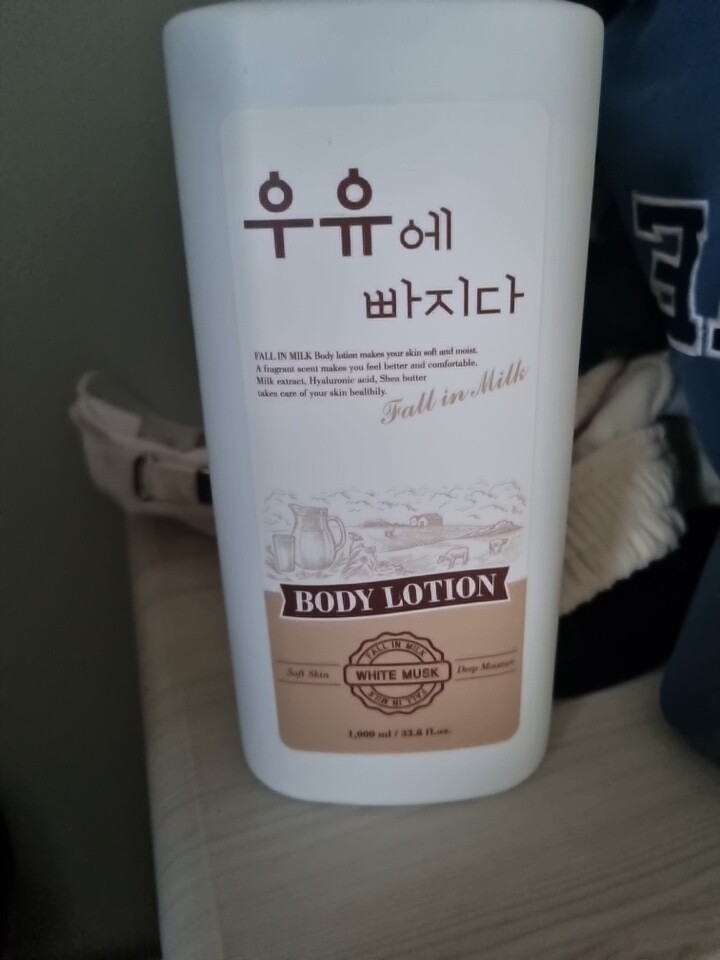 우유에
빠지다
FALL IN MILK Body lotion makes your skin soft and moist.
A fragrant scent makes you feel better and comfortable.
Milk extract, Hyaluronic acid, Shea butter
takes care of your skin healthily.
Fall in Milk
BODY LOTION
FALL IN MILK
Soft Skin
WHITE MUSK
Deep Moisture
FALL IN MILK
1,000 ml / 33.8 fl.oz.